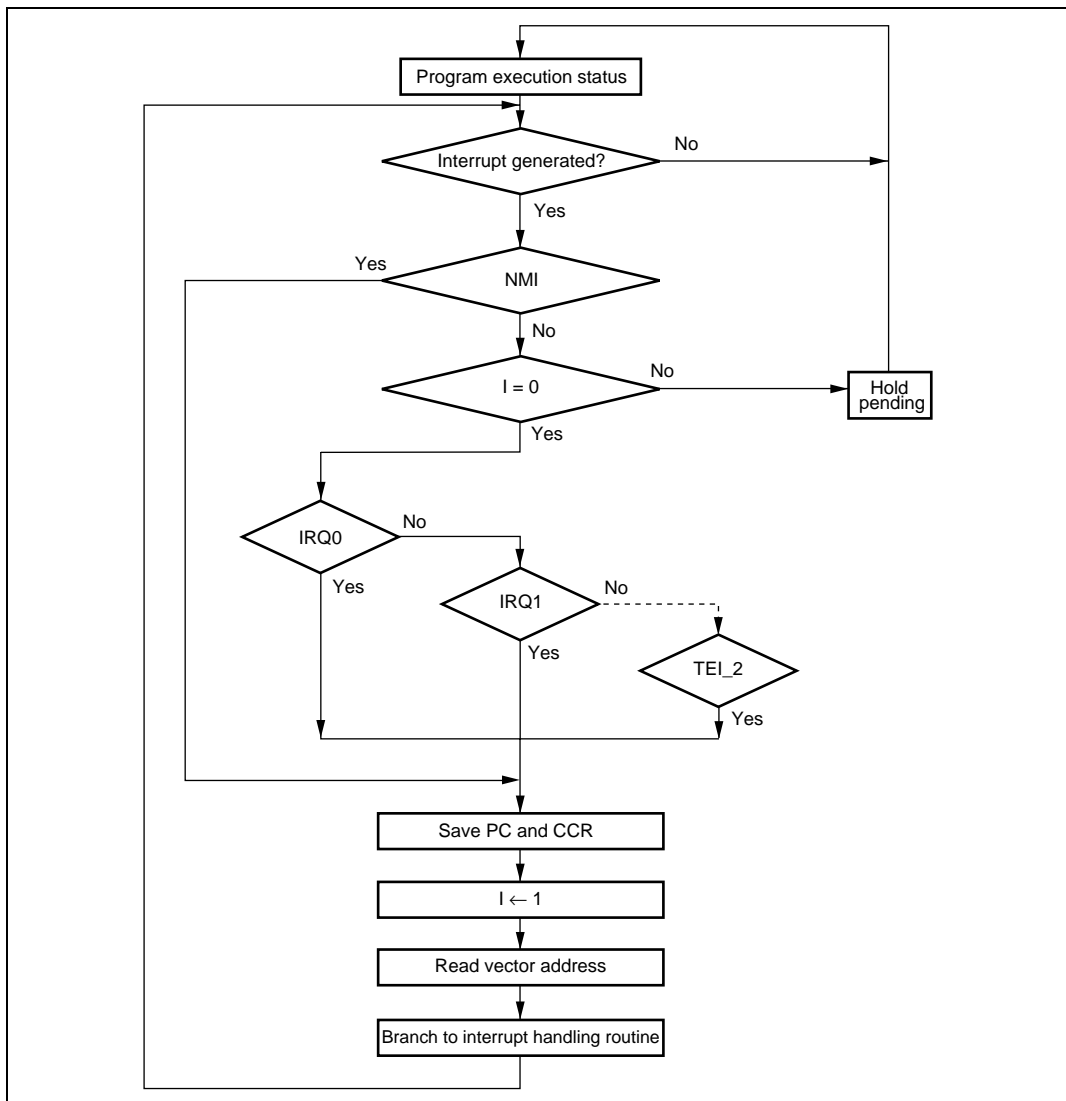 Program execution status
Interrupt generated?
No
Yes
Yes
NMI
No
I = 0
No
Hold
pending
Yes
IRQ0
No
Yes
IRQ1
No
Yes
TEI_2
Yes
Save PC and CCR
I ← 1
Read vector address
Branch to interrupt handling routine